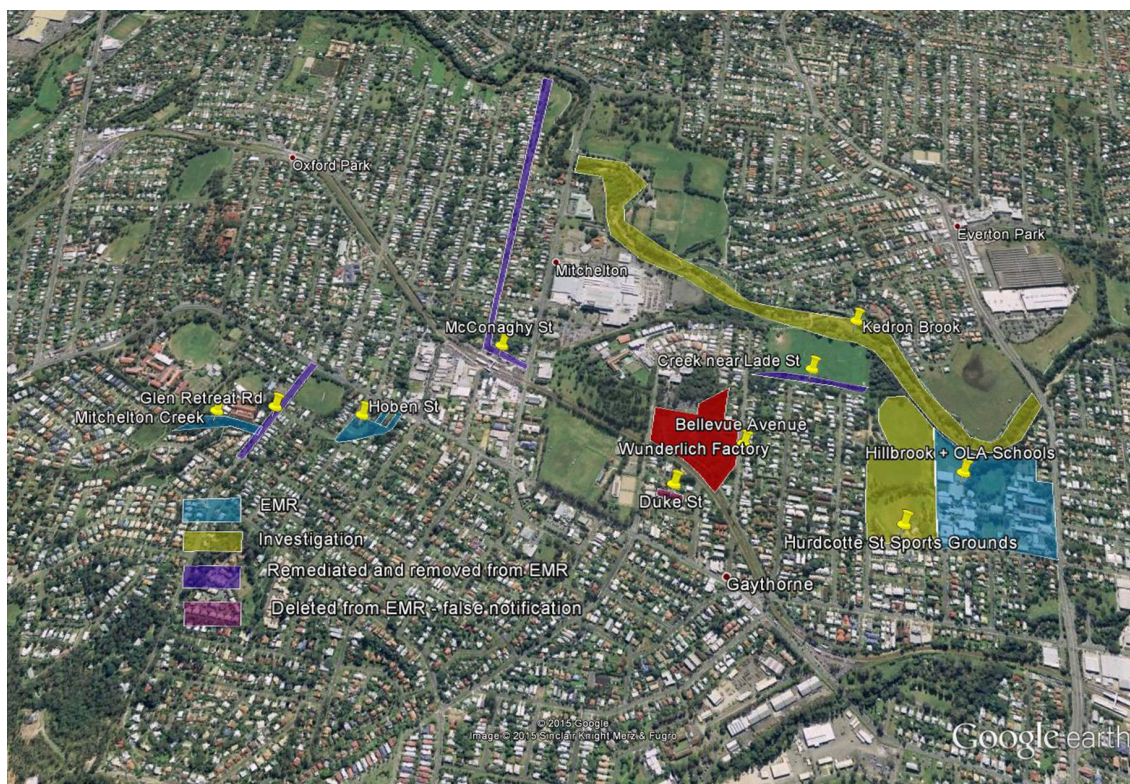 Oxford Park
Everton Park
Mitchelton
McConaghy St
Kedron Brook
Creek near Lade St
Glen Retreat Rd
Mitchelton Creek
Hoben St
Bellevue Avenue
Wunderlich Factory
Hillbrook + OLA Schools
Duke St
Hurdcotte St Sports Grounds
Gaythorne
EMR
Investigation
Remediated and removed from EMR
Deleted from EMR - false notification
© 2015 Google
Image © 2015 Sinclair Knight Merz & Fugro
Google earth